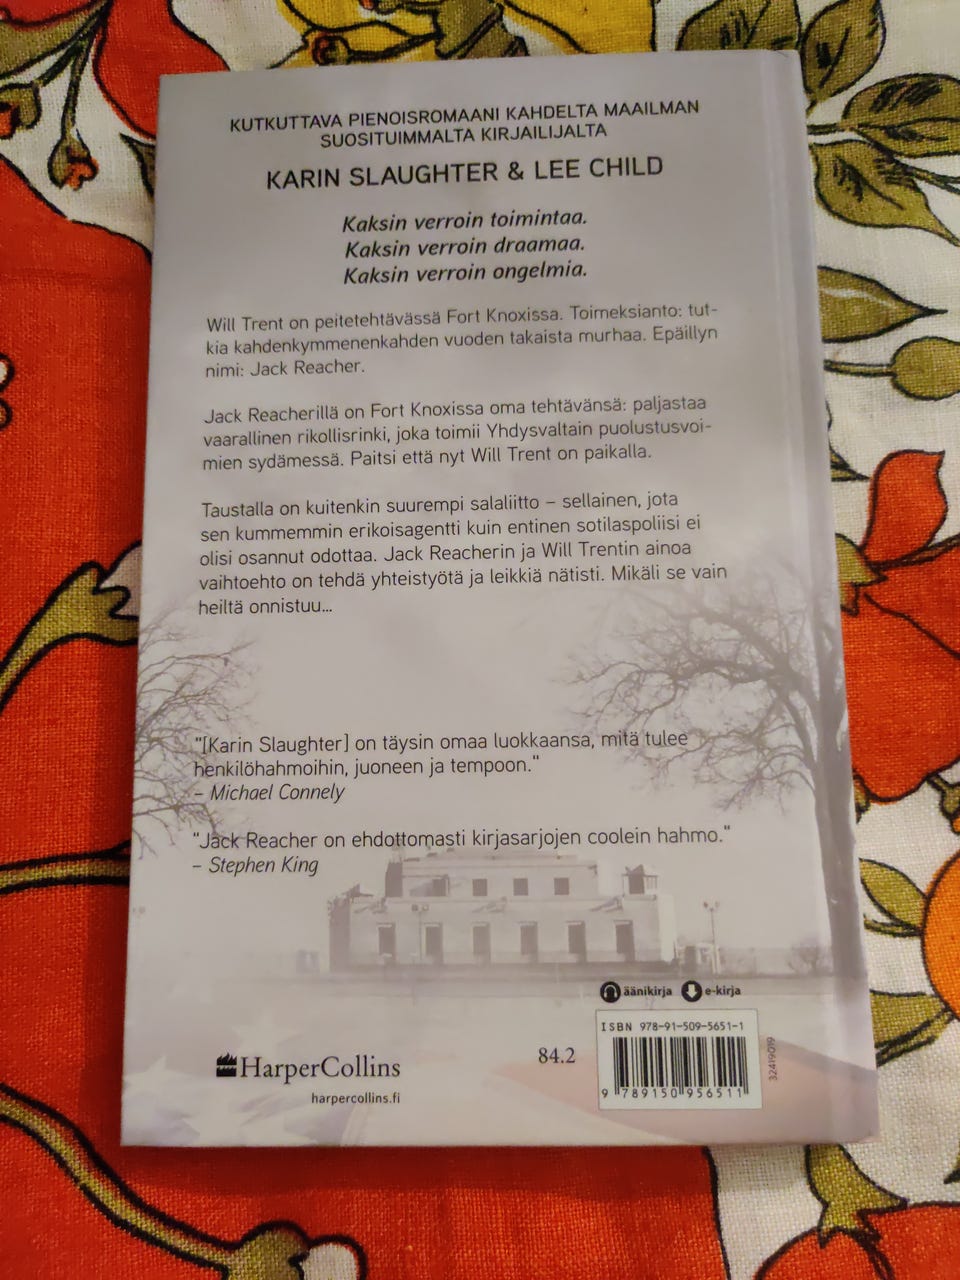 KUTKUTTAVA PIENOISROMAANI KAHDELTA MAAILMAN
SUOSITUIMMALTA KIRJAILIJALTA
KARIN SLAUGHTER & LEE CHILD
Kaksin verroin toimintaa.
Kaksin verroin draamaa.
Kaksin verroin ongelmia.
Will Trent on peitetehtävässä Fort Knoxissa. Toimeksianto: tut-
kia kahdenkymmenenkahden vuoden takaista murhaa. Epäillyn
nimi: Jack Reacher.
Jack Reacherillä on Fort Knoxissa oma tehtävänsä: paljastaa
vaarallinen rikollisrinki, joka toimii Yhdysvaltain puolustusvoi-
mien sydämessä. Paitsi että nyt Will Trent on paikalla.
Taustalla on kuitenkin suurempi salaliitto – sellainen, jota
sen kummemmin erikoisagentti kuin entinen sotilaspoliisi ei
olisi osannut odottaa. Jack Reacherin ja Will Trentin ainoa
vaihtoehto on tehdä yhteistyötä ja leikkiä nätisti. Mikäli se vain
heiltä onnistuu...
"[Karin Slaughter] on täysin omaa luokkaansa, mitä tulee
henkilöhahmoihin, juoneen ja tempoon."
– Michael Connely
"Jack Reacher on ehdottomasti kirjasarjojen coolein hahmo."
– Stephen King
äänikirja e-kirja
ISBN 978-91-509-5651-1
9 789150 956511
32419019
84.2
HarperCollins
harpercollins.fi